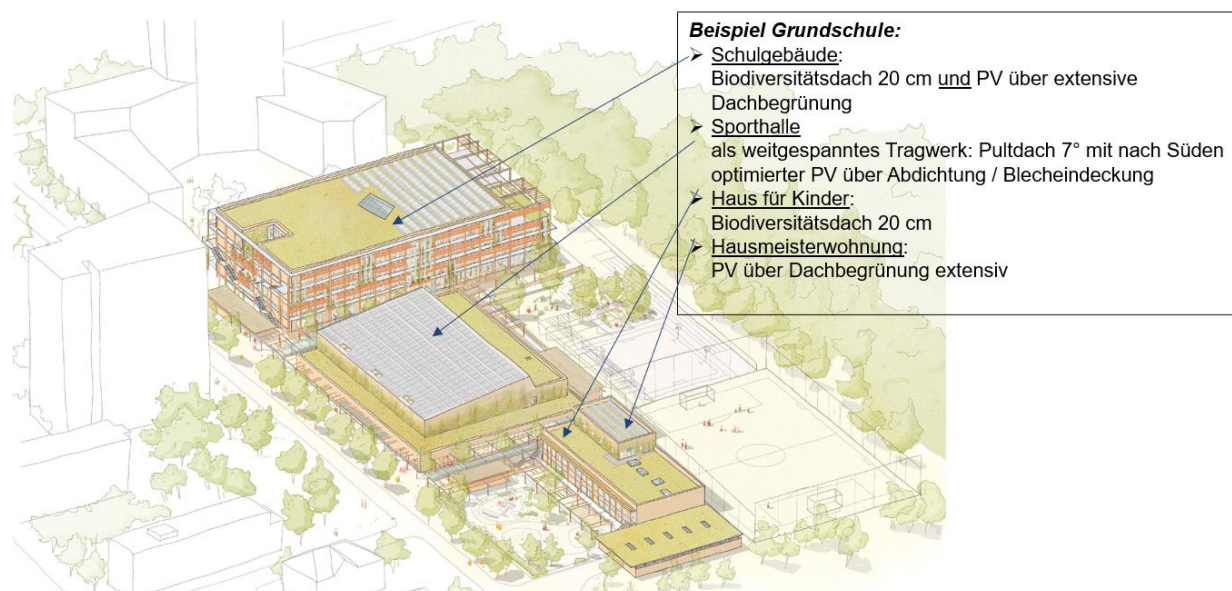 Beispiel Grundschule:
➢ Schulgebäude:
Biodiversitätsdach 20 cm und PV über extensive
Dachbegrünung
➢ Sporthalle
als weitgespanntes Tragwerk: Pultdach 7° mit nach Süden
optimierter PV über Abdichtung / Blecheindeckung
➢ Haus für Kinder:
Biodiversitätsdach 20 cm
➢ Hausmeisterwohnung:
PV über Dachbegrünung extensiv